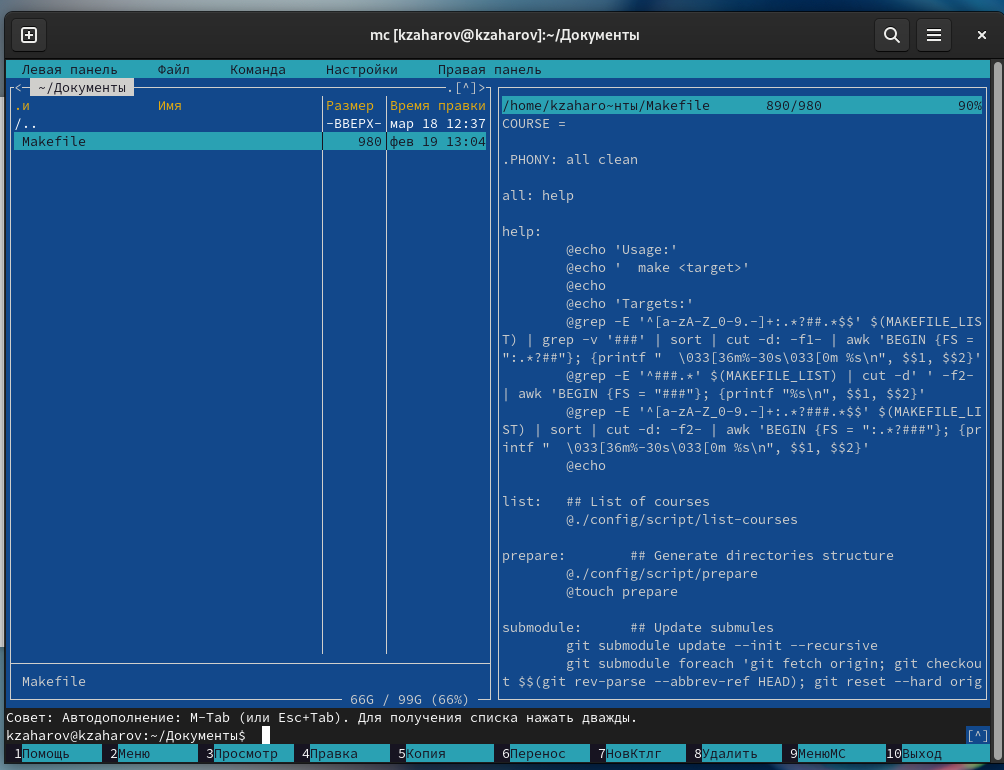 mc [kzaharov@kzaharov]:~/Документы
Левая панель Файл Команда Настройки Правая панель
<─ ~/Документы .[^]>
.и Имя Размер Время правки
/.. -ВВЕРХ- мар 18 12:37
Makefile 980 фев 19 13:04
Makefile
66G / 99G (66%)
/home/kzaharo~нты/Makefile 890/980 90%
COURSE =
.PHONY: all clean
all: help
help:
@echo 'Usage:'
@echo '  make <target>'
@echo
@echo 'Targets:'
@grep -E '^[a-zA-Z_0-9.-]+:.*?##.*$$' $(MAKEFILE_LIS
T) | grep -v '###' | sort | cut -d: -f1- | awk 'BEGIN {FS =
":.*?##"}; {printf "  \033[36m%-30s\033[0m %s\n", $$1, $$2}'
@grep -E '^###.*' $(MAKEFILE_LIST) | cut -d' ' -f2-
| awk 'BEGIN {FS = "###"}; {printf "%s\n", $$1, $$2}'
@grep -E '^[a-zA-Z_0-9.-]+:.*?###.*$$' $(MAKEFILE_LI
ST) | sort | cut -d: -f2- | awk 'BEGIN {FS = ":.*?###"}; {pr
intf "  \033[36m%-30s\033[0m %s\n", $$1, $$2}'
@echo
list: ## List of courses
@./config/script/list-courses
prepare: ## Generate directories structure
@./config/script/prepare
@touch prepare
submodule: ## Update submules
git submodule update --init --recursive
git submodule foreach 'git fetch origin; git checkou
t $$(git rev-parse --abbrev-ref HEAD); git reset --hard orig
Совет: Автодополнение: M-Tab (или Esc+Tab). Для получения списка нажать дважды.
kzaharov@kzaharov:~/Документы$ [^]
1Помощь 2Меню 3Просмотр 4Правка 5Копия 6Перенос 7НовКтлг 8Удалить 9МенюМС 10Выход